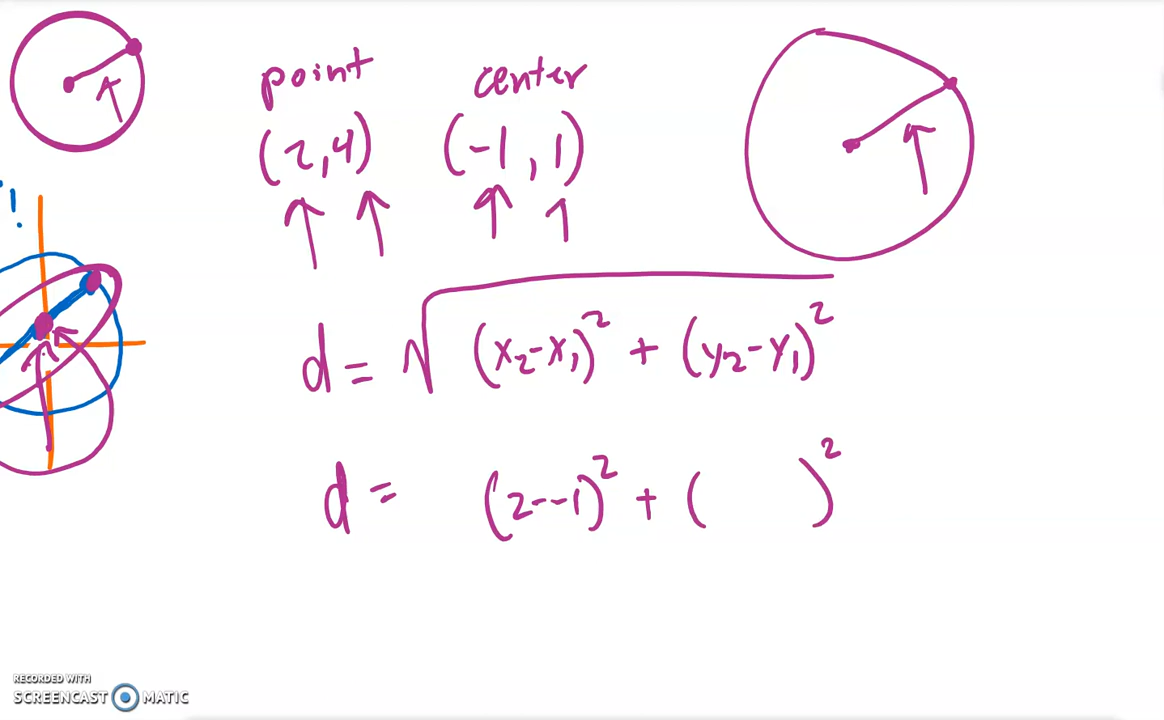 point center
(2,4) (-1,1)
!
d = √(x₂-x₁)² + (y₂-y₁)²
d = (2--1)² + ( )²
RECORDED WITH
SCREENCAST MATIC